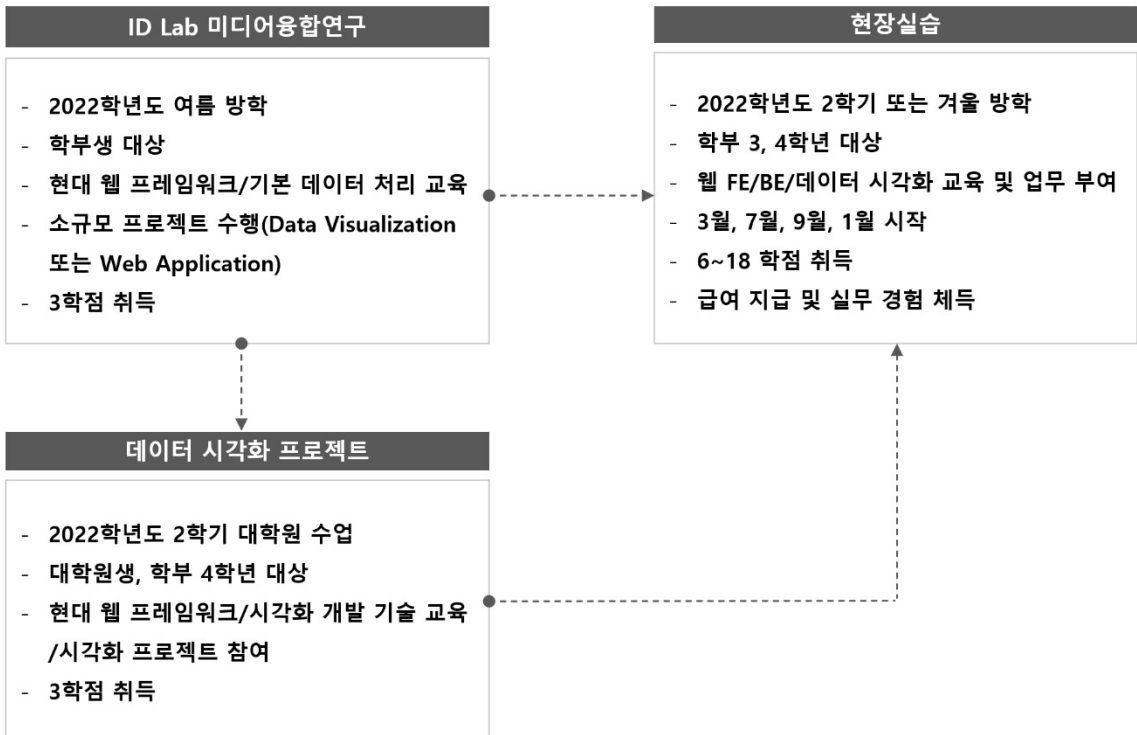 ID Lab 미디어융합연구
- 2022학년도 여름 방학
- 학부생 대상
- 현대 웹 프레임워크/기본 데이터 처리 교육
- 소규모 프로젝트 수행(Data Visualization
또는 Web Application)
- 3학점 취득
현장실습
- 2022학년도 2학기 또는 겨울 방학
- 학부 3, 4학년 대상
- 웹 FE/BE/데이터 시각화 교육 및 업무 부여
- 3월, 7월, 9월, 1월 시작
- 6~18 학점 취득
- 급여 지급 및 실무 경험 체득
데이터 시각화 프로젝트
- 2022학년도 2학기 대학원 수업
- 대학원생, 학부 4학년 대상
- 현대 웹 프레임워크/시각화 개발 기술 교육
/시각화 프로젝트 참여
- 3학점 취득